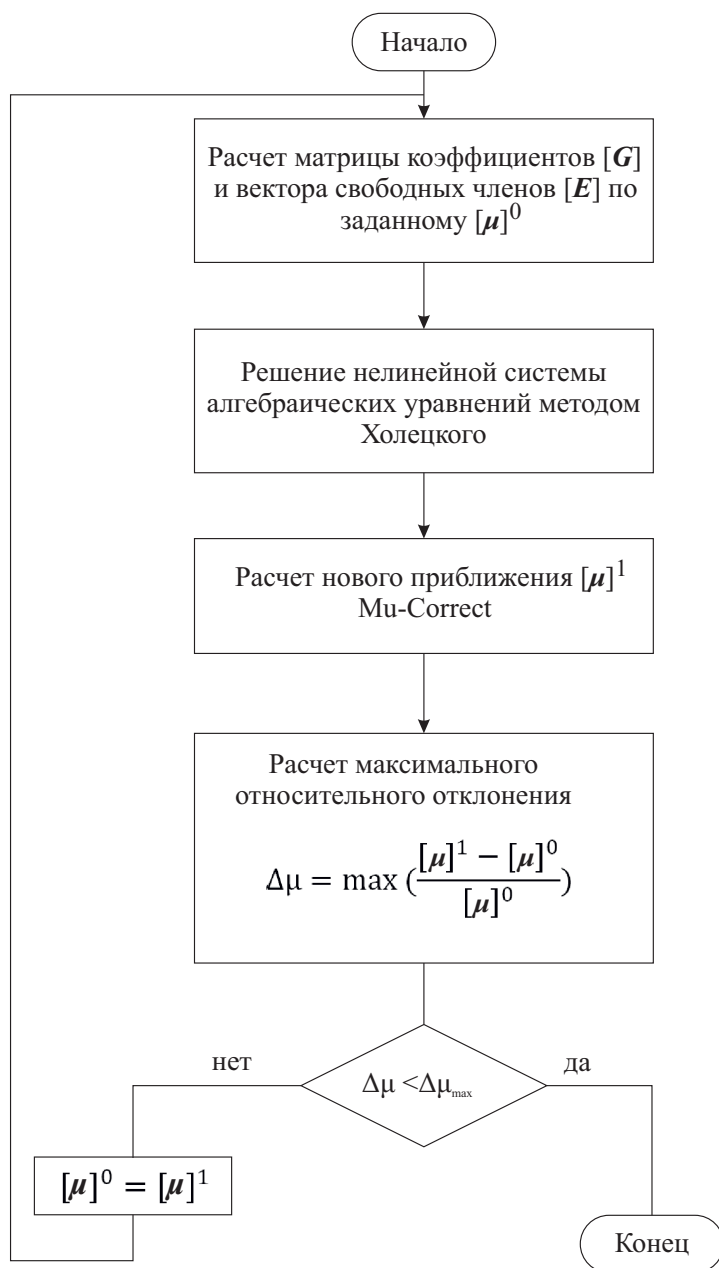 Начало
Расчет матрицы коэффициентов [G]
и вектора свободных членов [E] по
заданному [μ]⁰
Решение нелинейной системы
алгебраических уравнений методом
Холецкого
Расчет нового приближения [μ]¹
Mu-Correct
Расчет максимального
относительного отклонения
Δμ = max ([μ]¹ − [μ]⁰ / [μ]⁰)
нет
Δμ <Δμmax
да
[μ]⁰ = [μ]¹
Конец